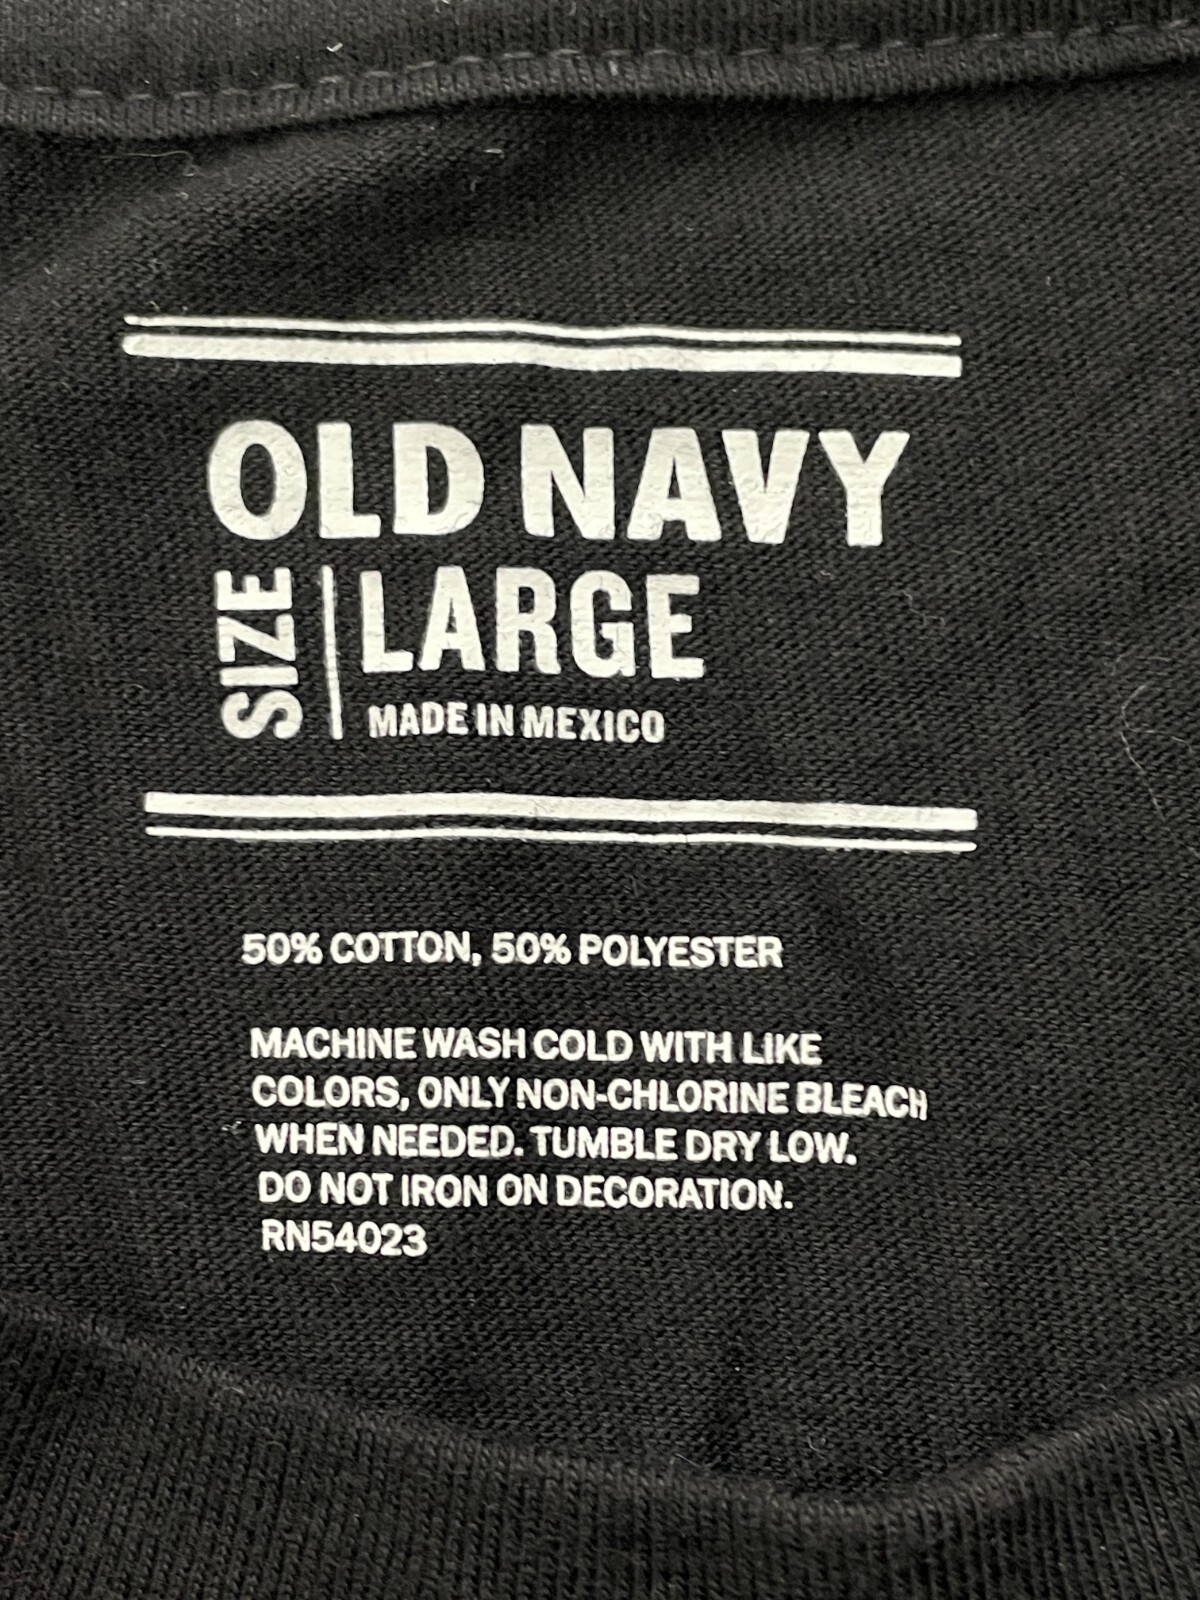 OLD NAVY
SIZE
LARGE
MADE IN MEXICO
50% COTTON, 50% POLYESTER
MACHINE WASH COLD WITH LIKE
COLORS, ONLY NON-CHLORINE BLEACH
WHEN NEEDED. TUMBLE DRY LOW.
DO NOT IRON ON DECORATION.
RN54023